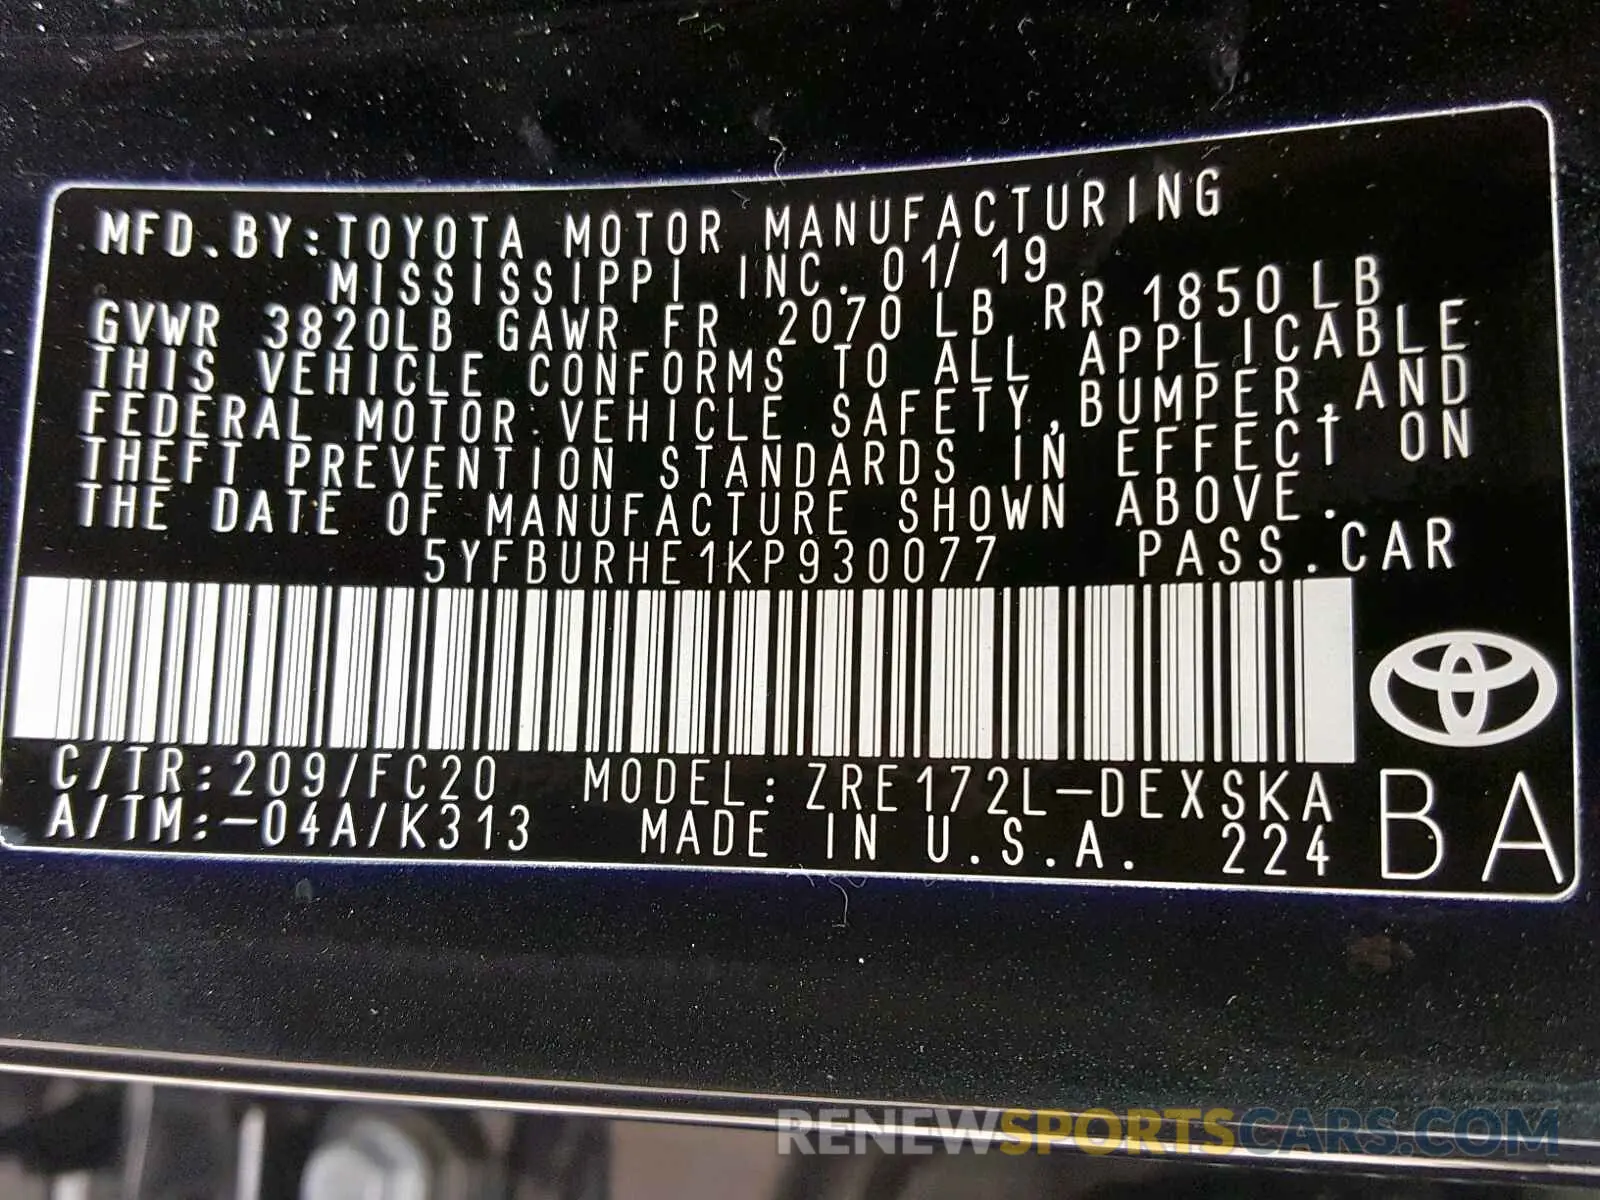 MFD.BY:TOYOTA MOTOR MANUFACTURING
MISSISSIPPI INC. 01/19
GVWR 3820LB GAWR FR 2070 LB RR 1850 LB
THIS VEHICLE CONFORMS TO ALL APPLICABLE
FEDERAL MOTOR VEHICLE SAFETY, BUMPER, AND
THEFT PREVENTION STANDARDS IN EFFECT ON
THE DATE OF MANUFACTURE SHOWN ABOVE.
5YFBURHE1KP930077 PASS.CAR
C/TR:209/FC20 MODEL:ZRE172L-DEXSKA
A/TM:-04A/K313 MADE IN U.S.A. 224
BA
RENEWSPORTSCARS.COM